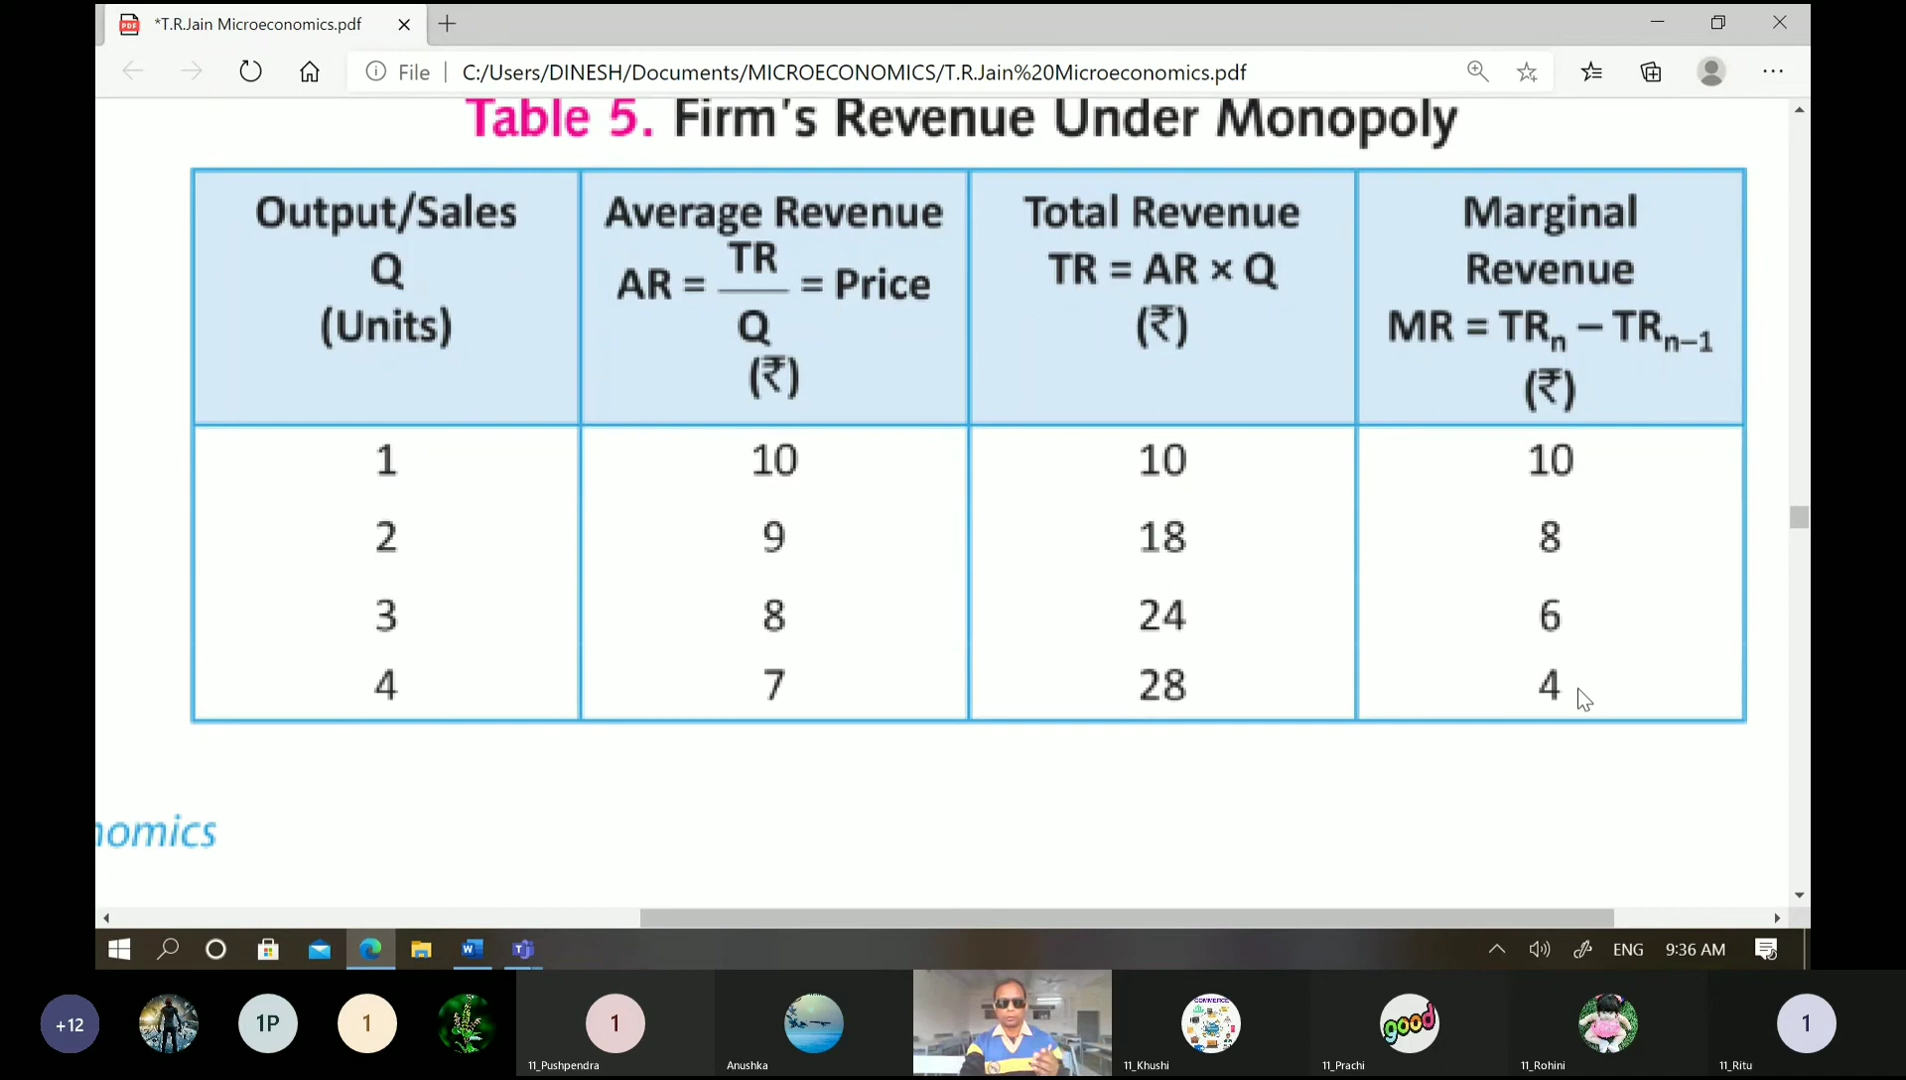 *T.R.Jain Microeconomics.pdf
File | C:/Users/DINESH/Documents/MICROECONOMICS/T.R.Jain%20Microeconomics.pdf
Table 5. Firm's Revenue Under Monopoly
Output/Sales
Q
(Units)
Average Revenue
AR = TR/Q = Price
(₹)
Total Revenue
TR = AR × Q
(₹)
Marginal
Revenue
MR = TRn – TRn–1
(₹)
1 10 10 10
2 9 18 8
3 8 24 6
4 7 28 4
nomics
ENG 9:36 AM
+12 1P 1 1 COMMERCE good 1
11_Pushpendra Anushka 11_Khushi 11_Prachi 11_Rohini 11_Ritu